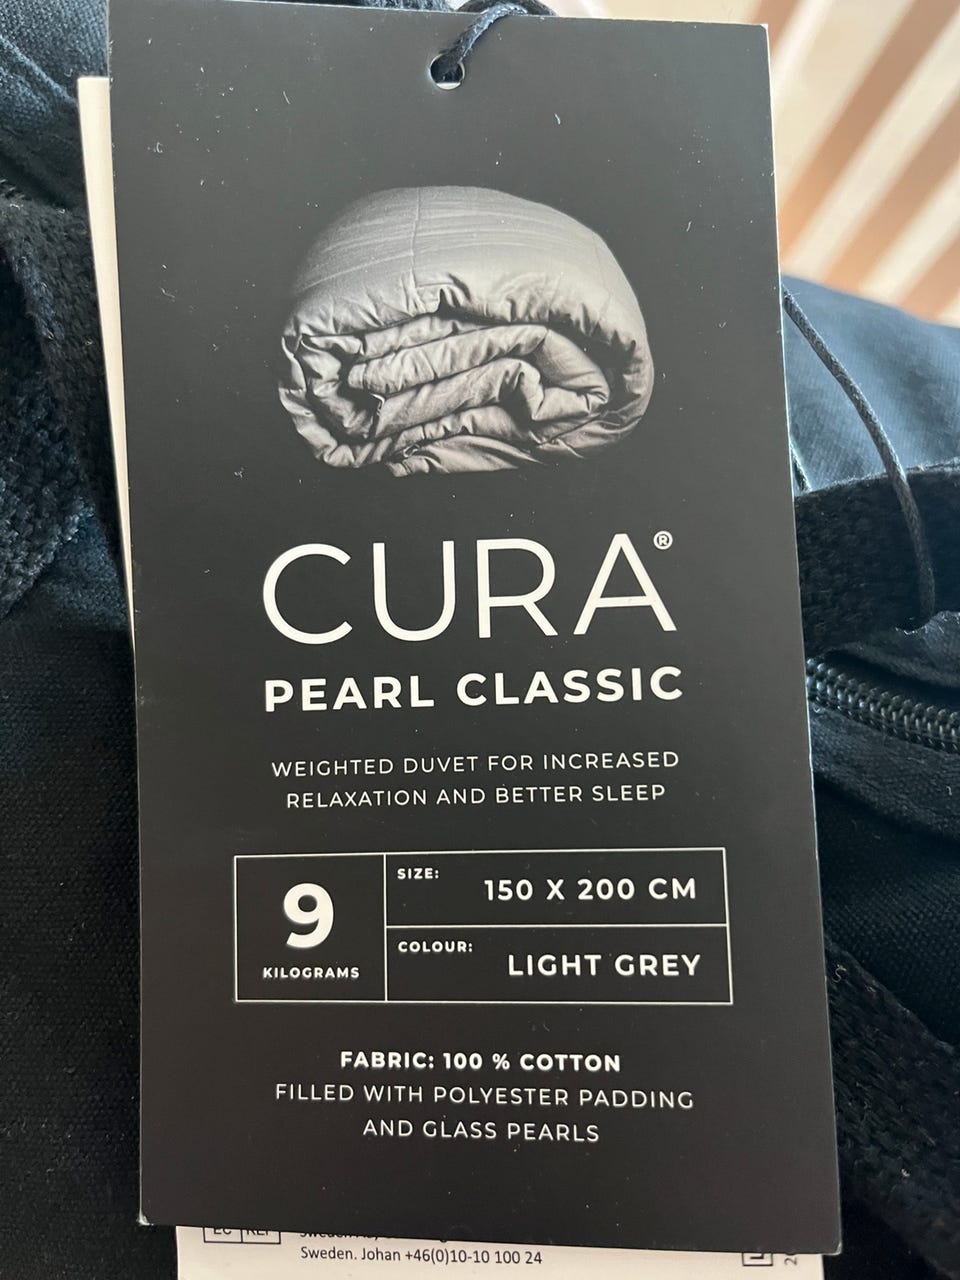 CURA®
PEARL CLASSIC
WEIGHTED DUVET FOR INCREASED
RELAXATION AND BETTER SLEEP
9
KILOGRAMS
SIZE:
150 X 200 CM
COLOUR:
LIGHT GREY
FABRIC: 100 % COTTON
FILLED WITH POLYESTER PADDING
AND GLASS PEARLS
Sweden. Johan +46(0)10-10 100 24